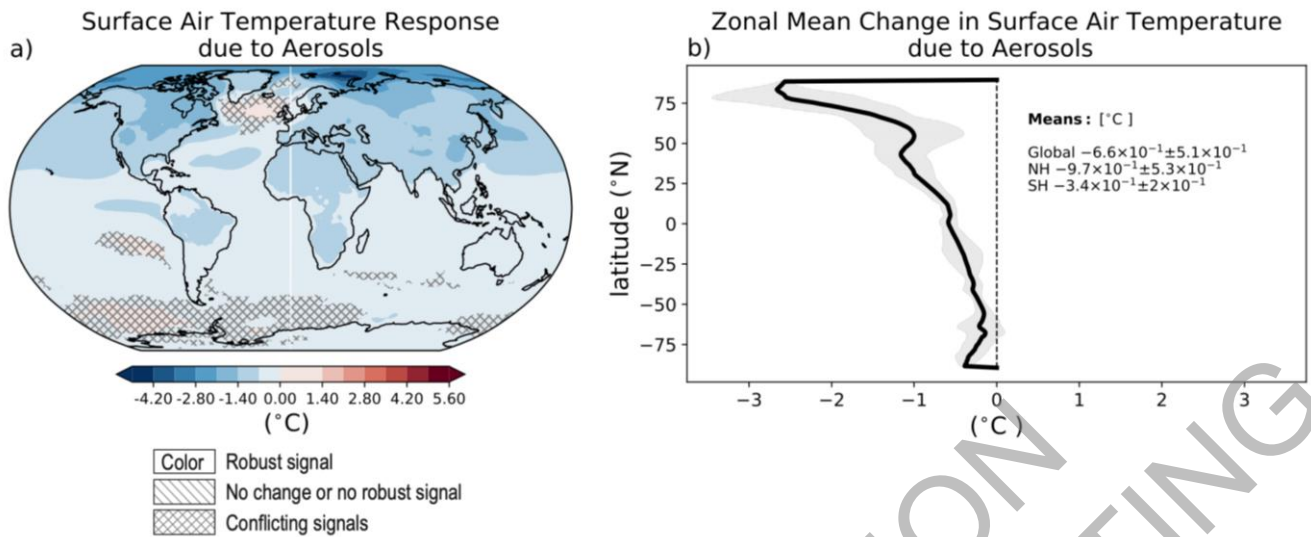 Surface Air Temperature Response
due to Aerosols
a)
-4.20 -2.80 -1.40 0.00 1.40 2.80 4.20 5.60
(°C)
Color Robust signal
No change or no robust signal
Conflicting signals
Zonal Mean Change in Surface Air Temperature
due to Aerosols
b)
latitude (°N)
75
50
25
0
−25
−50
−75
Means: [°C ]
Global −6.6×10⁻¹±5.1×10⁻¹
NH −9.7×10⁻¹±5.3×10⁻¹
SH −3.4×10⁻¹±2×10⁻¹
−3 −2 −1 0 1 2 3
(°C )
ON
TING